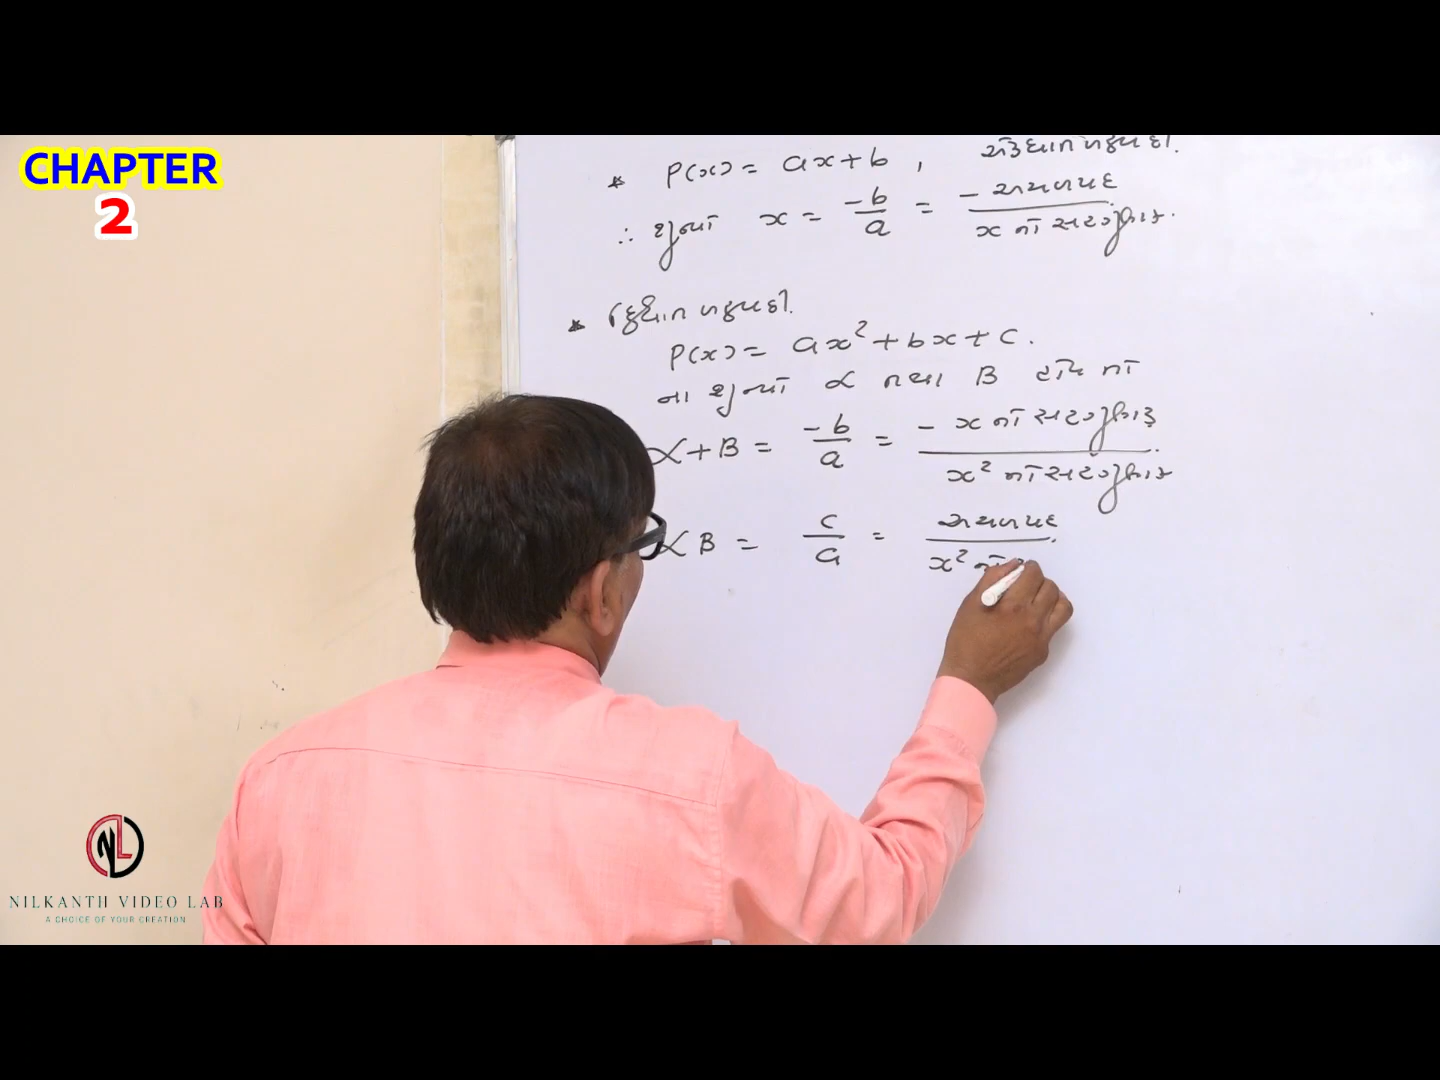 CHAPTER
2
* P(x) = ax + b , સુરેખ બહુપદી.
∴ શૂન્યો x = -b/a = - અચળપદ / x નો સહગુણક.
* દ્વિઘાત બહુપદી.
P(x) = ax² + bx + c.
ના શૂન્યો α તથા B હોય તો
α + B = -b/a = - x નો સહગુણક / x² નો સહગુણક
αB = c/a = અચળપદ / x² નો
NILKANTH VIDEO LAB
A CHOICE OF YOUR CREATION